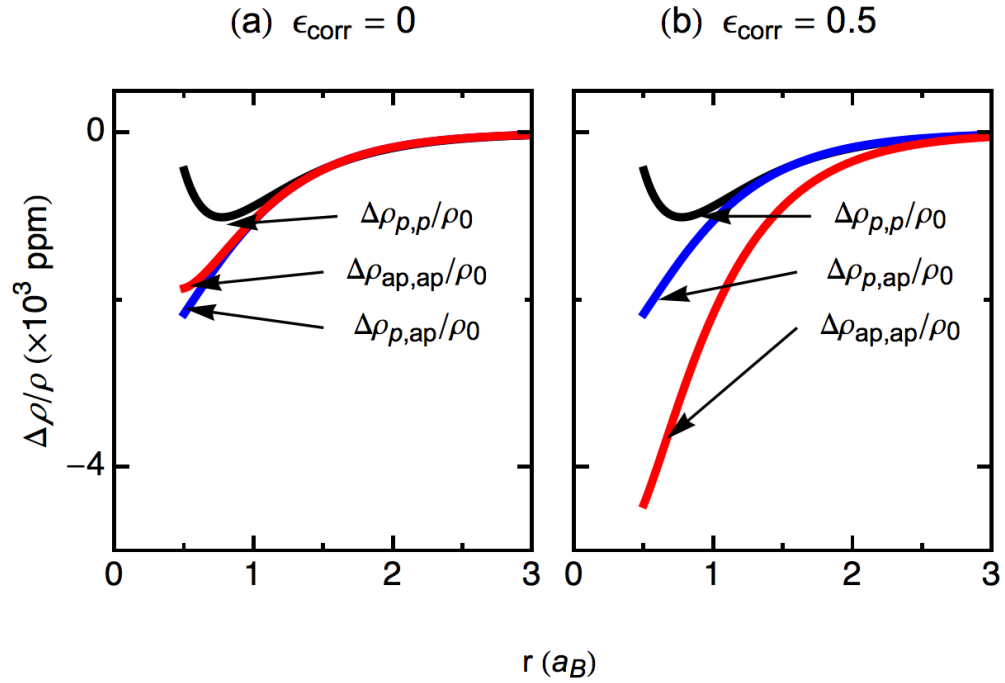 (a) ϵcorr = 0
(b) ϵcorr = 0.5
Δρ/ρ (×10³ ppm)
0
−4
Δρp,p/ρ0
Δρap,ap/ρ0
Δρp,ap/ρ0
Δρp,p/ρ0
Δρp,ap/ρ0
Δρap,ap/ρ0
0 1 2 3
0 1 2 3
r (aB)